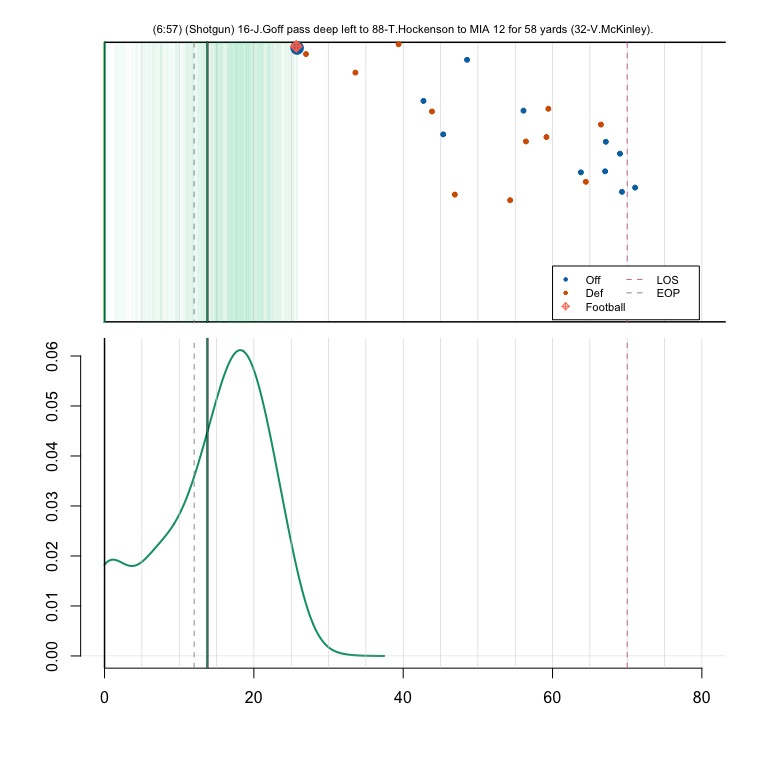 (6:57) (Shotgun) 16-J.Goff pass deep left to 88-T.Hockenson to MIA 12 for 58 yards (32-V.McKinley).
Off LOS
Def EOP
Football
0.06
0.05
0.04
0.03
0.02
0.01
0.00
0 20 40 60 80